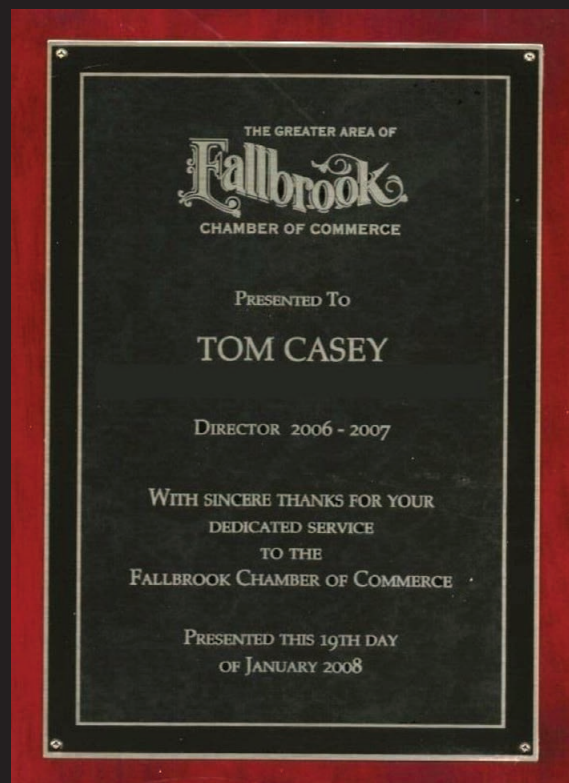 THE GREATER AREA OF
Fallbrook
CHAMBER OF COMMERCE
PRESENTED TO
TOM CASEY
DIRECTOR 2006 - 2007
WITH SINCERE THANKS FOR YOUR
DEDICATED SERVICE
TO THE
FALLBROOK CHAMBER OF COMMERCE
PRESENTED THIS 19TH DAY
OF JANUARY 2008